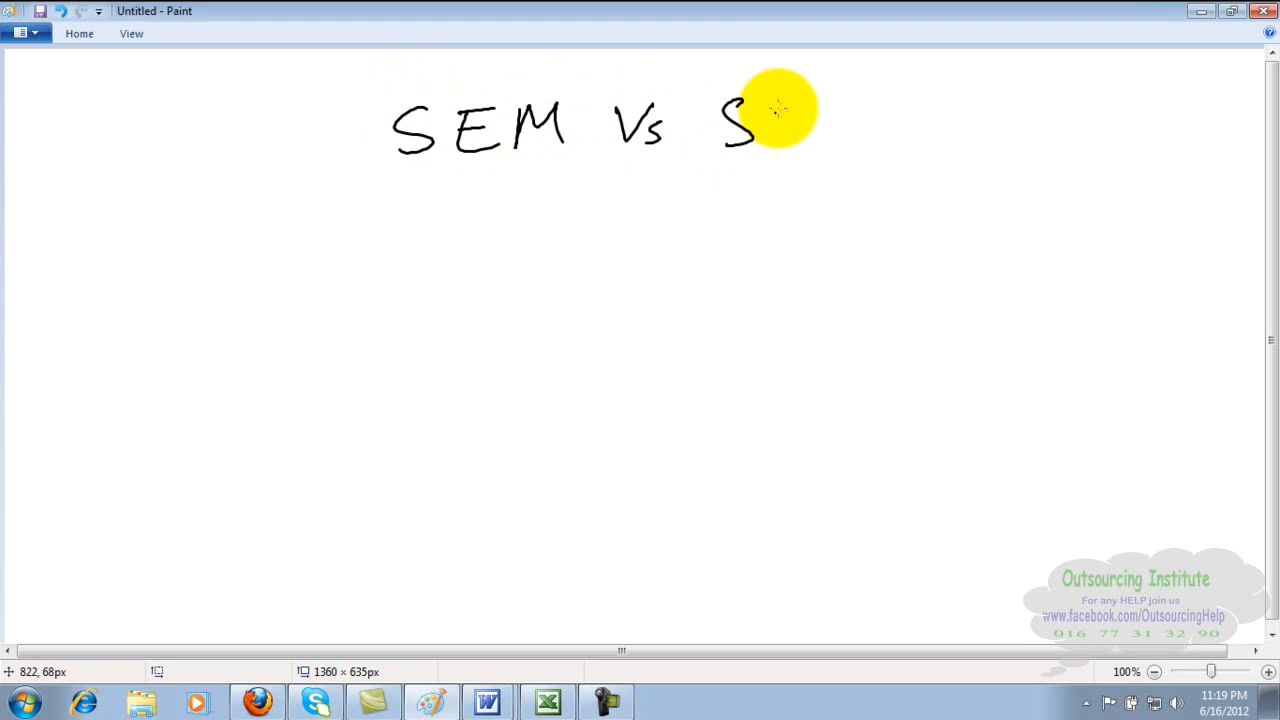 Untitled - Paint
Home View
SEM Vs S
Outsourcing Institute
For any HELP join us
www.facebook.com/OutsourcingHelp
016 77 31 32 90
822, 68px
1360 × 635px
100%
11:19 PM
6/16/2012